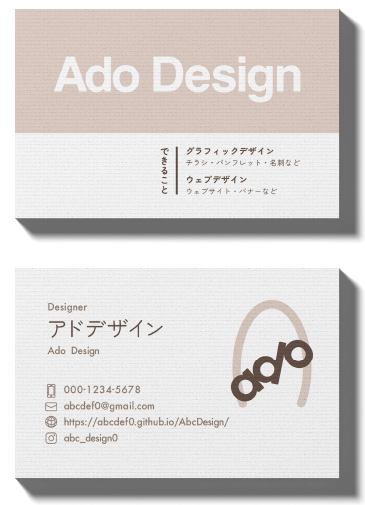 Ado Design
できること
グラフィックデザイン
チラシ・パンフレット・名刺など
ウェブデザイン
ウェブサイト・バナーなど
Designer
アドデザイン
Ado Design
ado
000-1234-5678
abcdef0@gmail.com
https://abcdef0.github.io/AbcDesign/
abc_design0